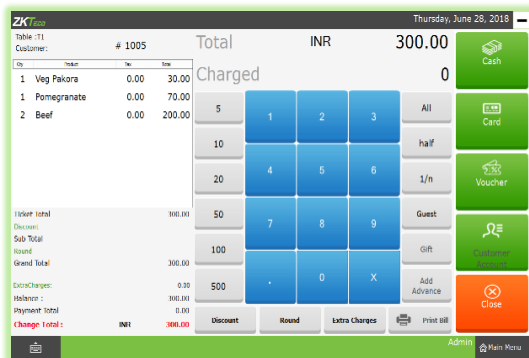 ZKTeco
Thursday, June 28, 2018
Table :T1
Customer:
# 1005
Qty Product Tax Total
1 Veg Pakora 0.00 30.00
1 Pomegranate 0.00 70.00
2 Beef 0.00 200.00
Ticket Total 300.00
Discount
Sub Total
Round
Grand Total 300.00
ExtraCharges: 0.00
Balance : 300.00
Payment Total 0.00
Change Total : INR 300.00
Total INR 300.00
Charged 0
5 1 2 3 All
10 half
20 4 5 6 1/n
50 7 8 9 Guest
100 Gift
500 . 0 X Add Advance
Discount Round Extra Charges Print Bill
Cash
Card
Voucher
Customer
Account
Close
Admin Main Menu